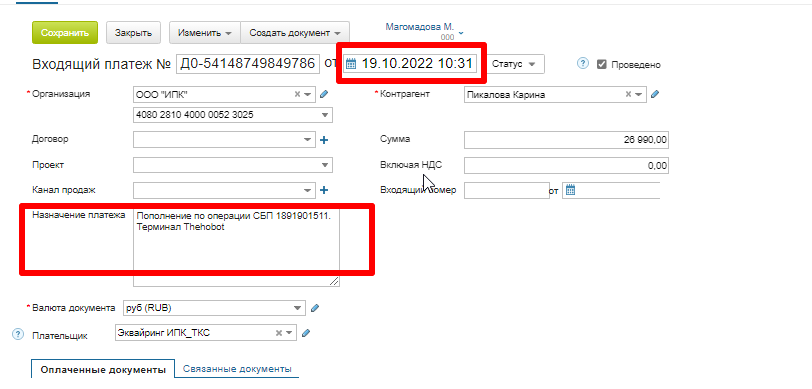 Сохранить Закрыть Изменить Создать документ Магомадова М.
000
Входящий платеж № Д0-54148749849786 от 19.10.2022 10:31 Статус ? Проведено
* Организация ООО "ИПК" * Контрагент Пикалова Карина
4080 2810 4000 0052 3025
Договор Сумма 26 990,00
Проект Включая НДС 0,00
Канал продаж Входящий номер от
Назначение платежа Пополнение по операции СБП 1891901511.
Терминал Thehobot
* Валюта документа руб (RUB)
? Плательщик Эквайринг ИПК_ТКС
Оплаченные документы Связанные документы